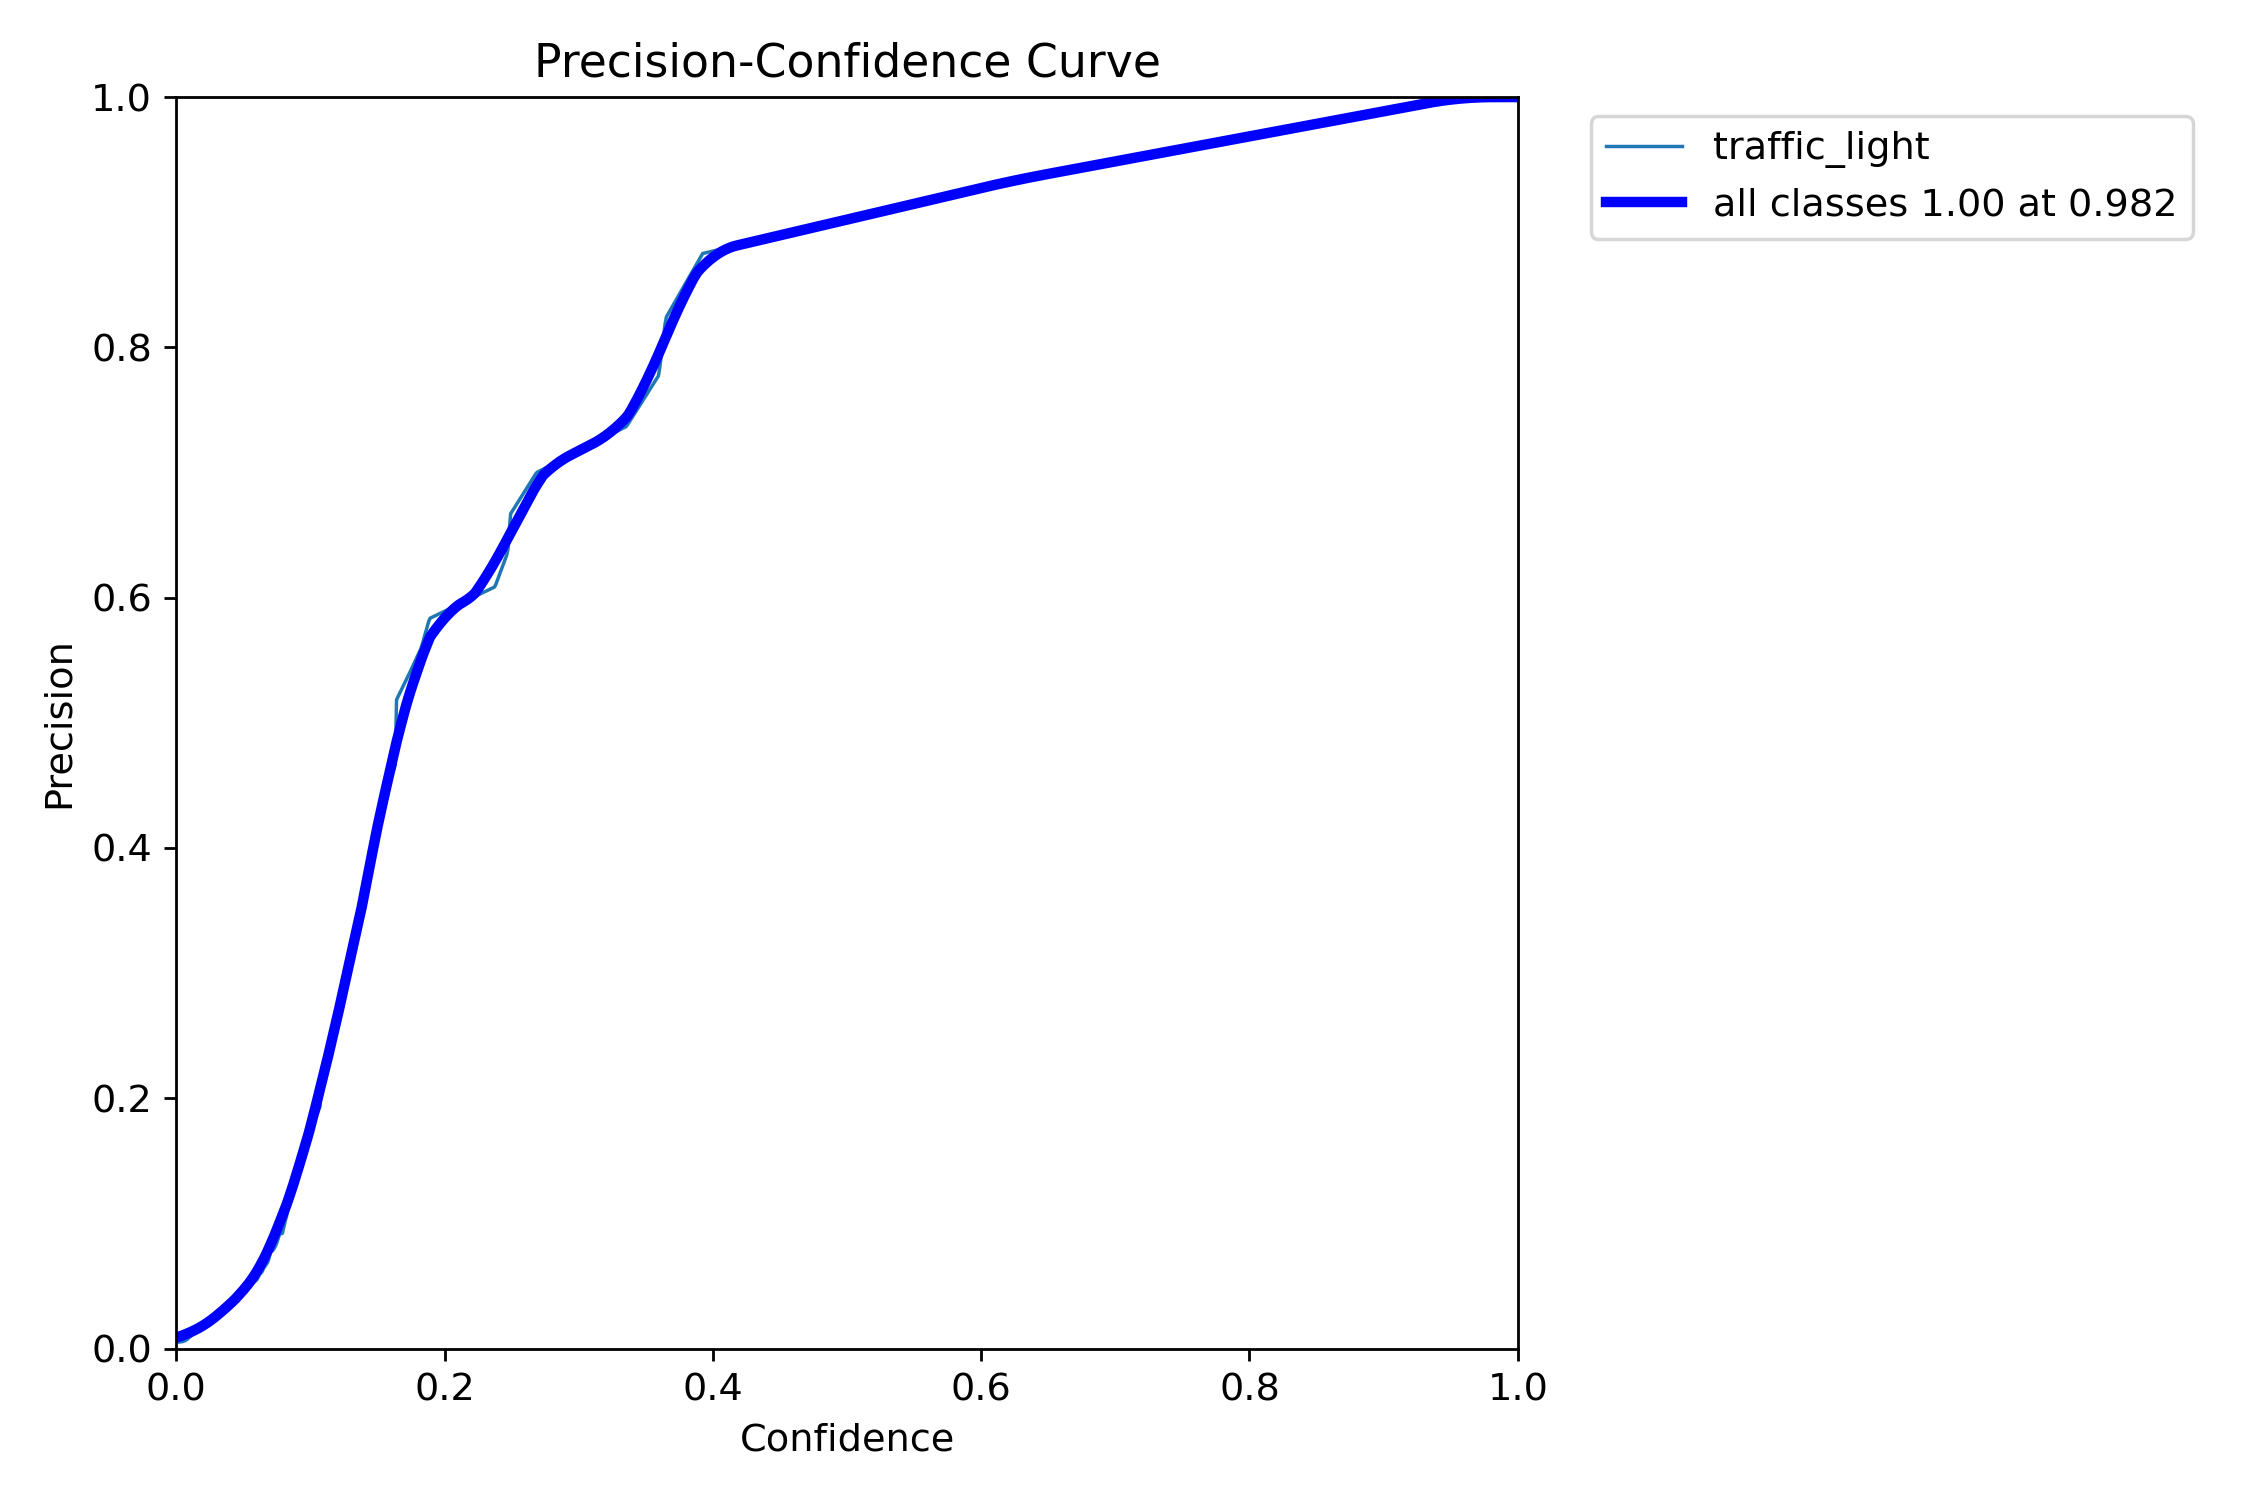 Precision-Confidence Curve
1.0
0.8
0.6
0.4
0.2
0.0
Precision
0.0 0.2 0.4 0.6 0.8 1.0
Confidence
traffic_light
all classes 1.00 at 0.982